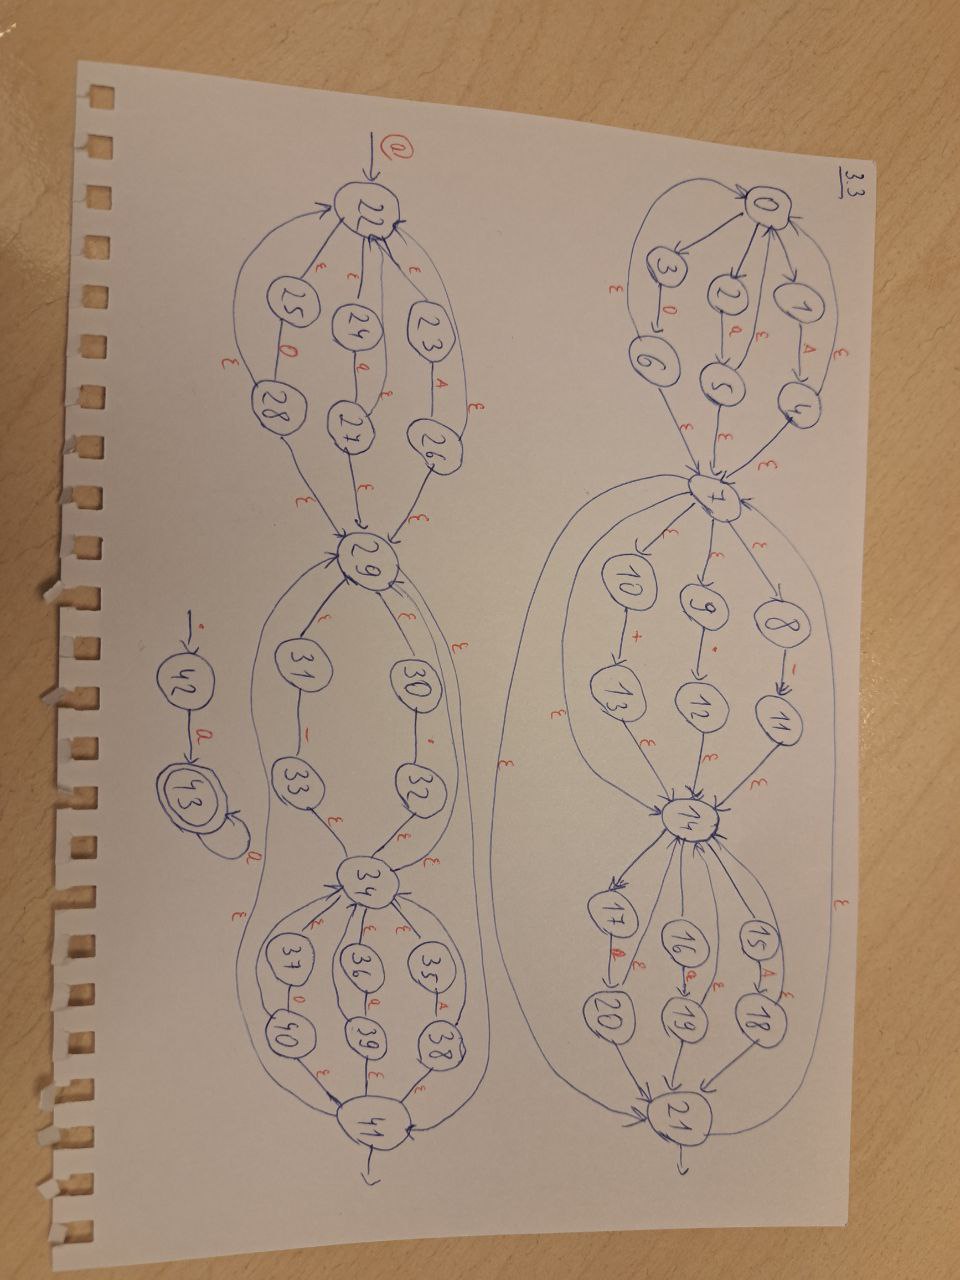 3.3
ε ε
1 A 4 ε ε 8 - 11 ε 15 A 18 ε
0 2 a 5 ε ε 7 ε 9 · 12 ε 14 16 a 19 ε 21
3 0 6 ε ε 10 + 13 ε 17 0 20 ε
ε ε ε
ε ε
@ ε 23 A 26 ε ε 30 · 32 ε ε ε 35 A 38 ε
22 ε 24 a 27 ε ε 29 34 ε 36 a 39 ε 41
ε 25 0 28 ε ε 31 - 33 ε ε 37 0 40 ε
ε ε
· 42 a 43 a